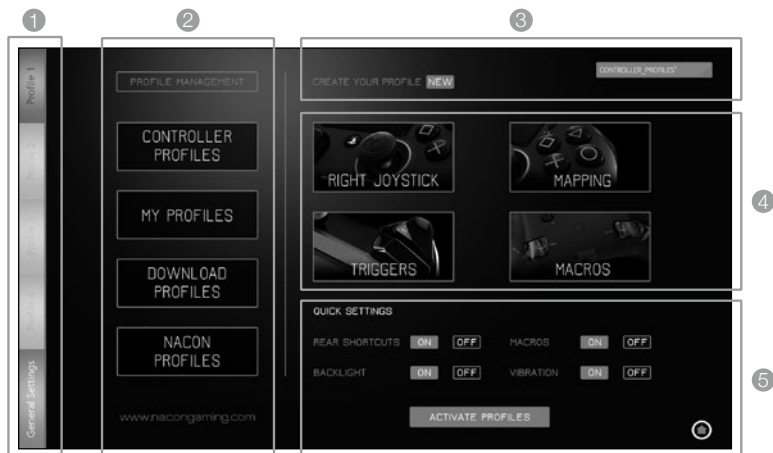 1
2
3
4
5
Profile 1
Profile 2
General Settings
PROFILE MANAGEMENT
CONTROLLER
PROFILES
MY PROFILES
DOWNLOAD
PROFILES
NACON
PROFILES
www.nacongaming.com
CREATE YOUR PROFILE NEW
CONTROLLER_PROFILES*
RIGHT JOYSTICK
MAPPING
TRIGGERS
MACROS
QUICK SETTINGS
REAR SHORTCUTS ON OFF MACROS ON OFF
BACKLIGHT ON OFF VIBRATION ON OFF
ACTIVATE PROFILES